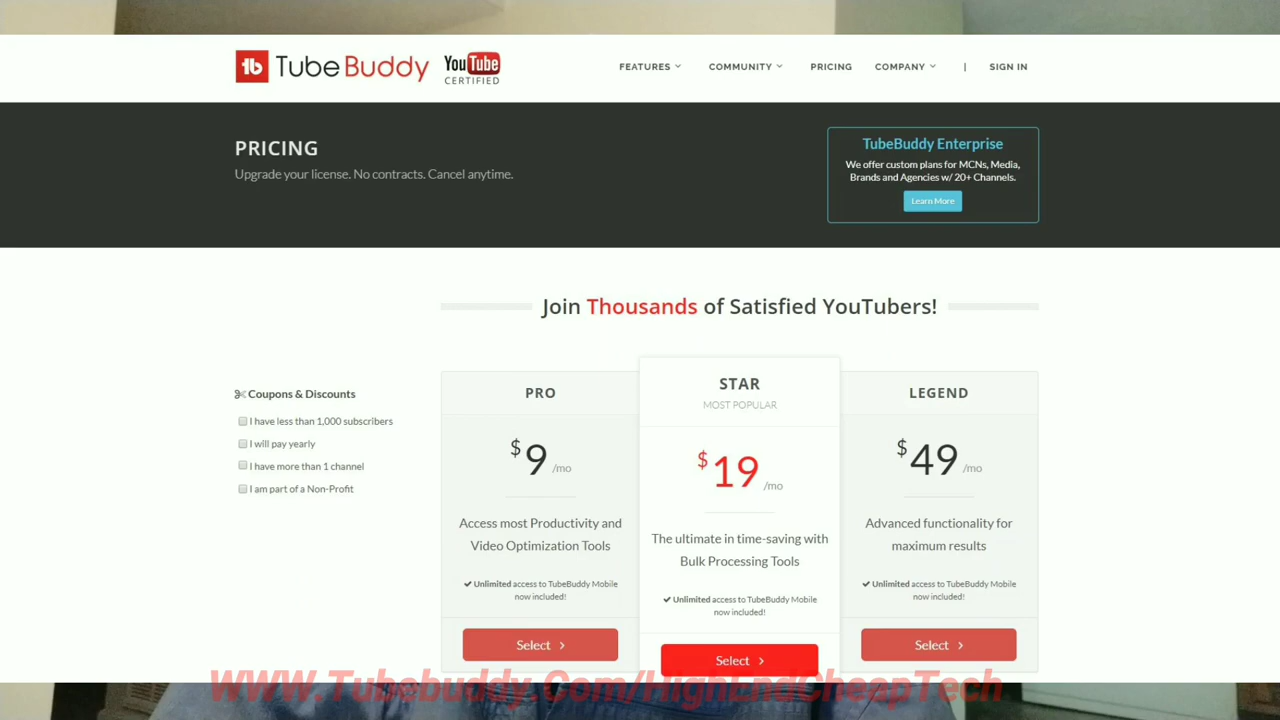 TubeBuddy
YouTube
CERTIFIED
FEATURES
COMMUNITY
PRICING
COMPANY
|
SIGN IN
PRICING
Upgrade your license. No contracts. Cancel anytime.
TubeBuddy Enterprise
We offer custom plans for MCNs, Media,
Brands and Agencies w/ 20+ Channels.
Learn More
Join Thousands of Satisfied YouTubers!
Coupons & Discounts
I have less than 1,000 subscribers
I will pay yearly
I have more than 1 channel
I am part of a Non-Profit
PRO
$9/mo
Access most Productivity and
Video Optimization Tools
Unlimited access to TubeBuddy Mobile
now included!
Select
STAR
MOST POPULAR
$19/mo
The ultimate in time-saving with
Bulk Processing Tools
Unlimited access to TubeBuddy Mobile
now included!
Select
LEGEND
$49/mo
Advanced functionality for
maximum results
Unlimited access to TubeBuddy Mobile
now included!
Select
WWW.Tubebuddy.Com/HighEndCheapTech